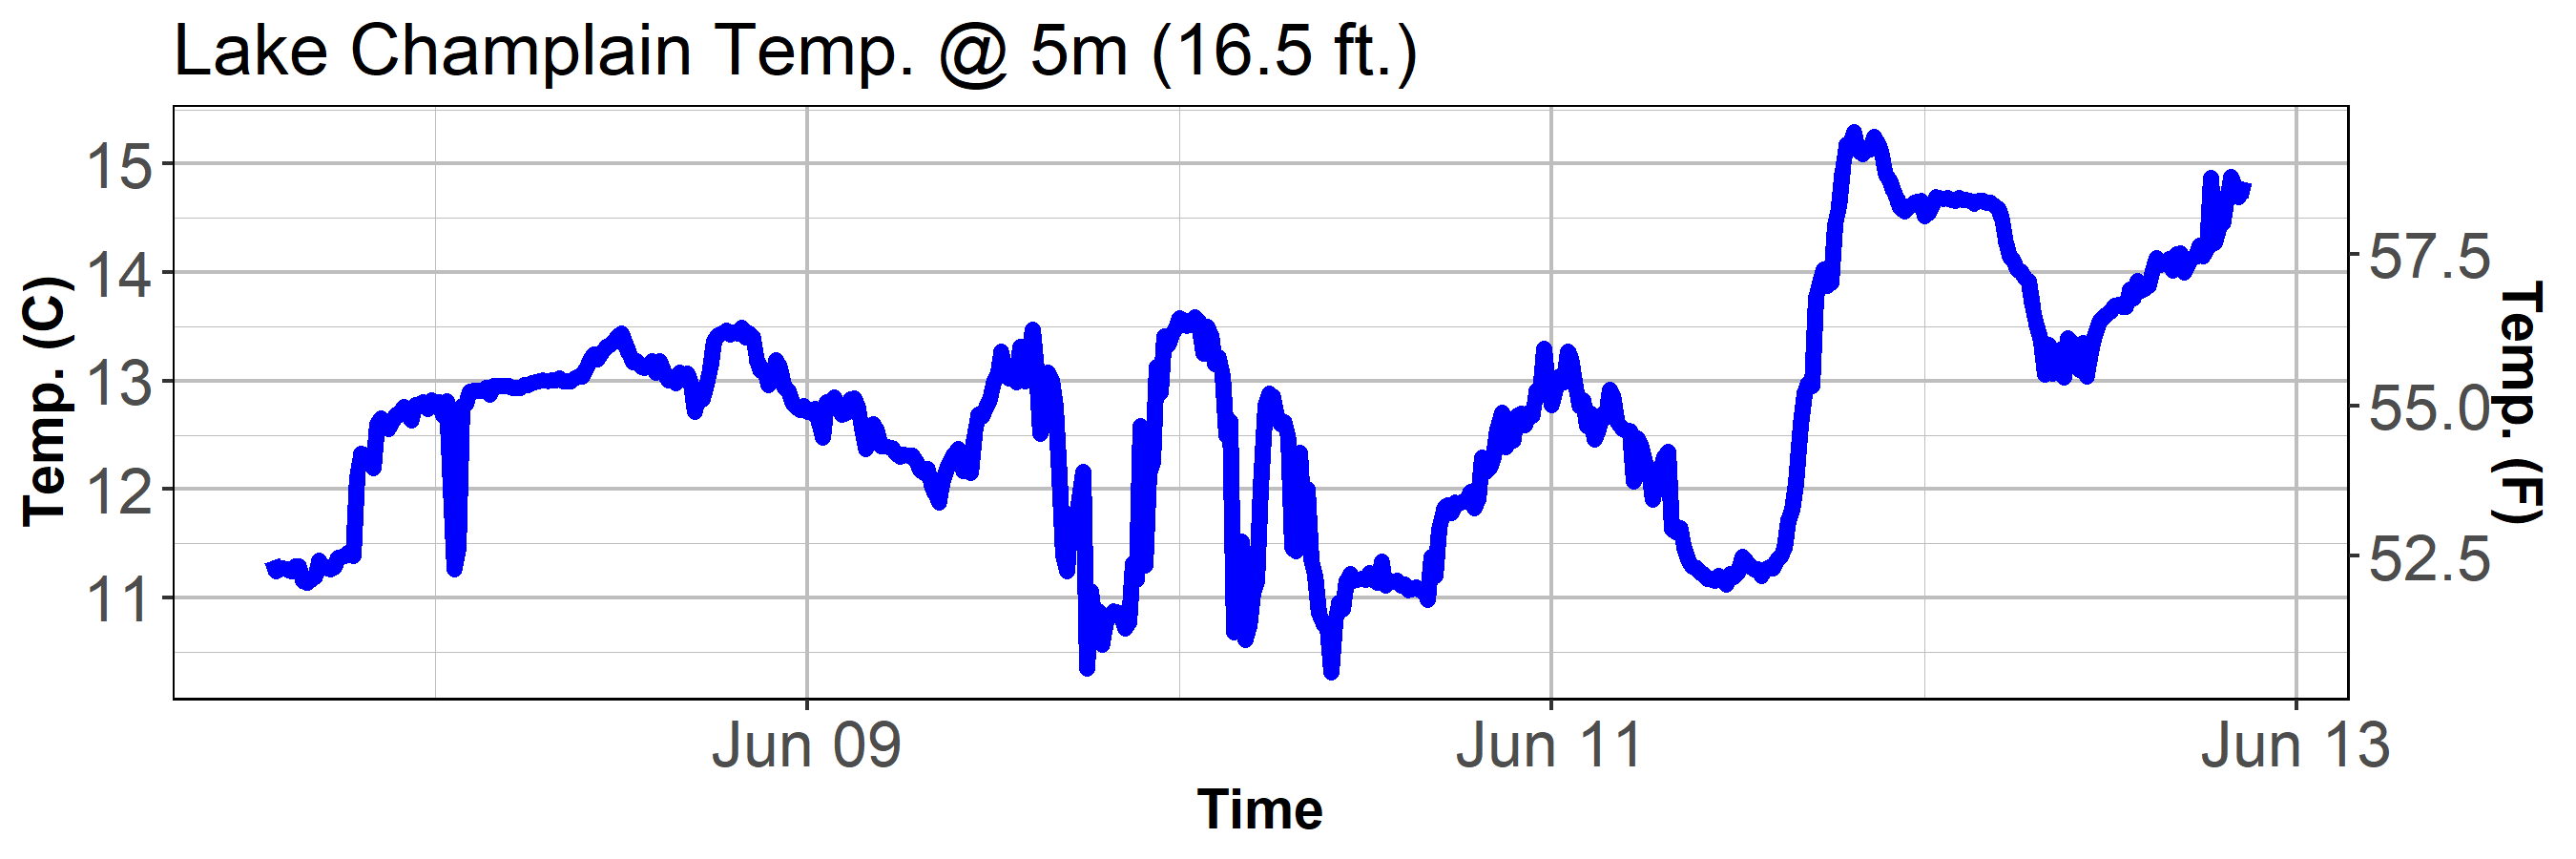 Lake Champlain Temp. @ 5m (16.5 ft.)
Temp. (C)
15
14
13
12
11
57.5
55.0
52.5
Temp. (F)
Jun 09
Jun 11
Jun 13
Time